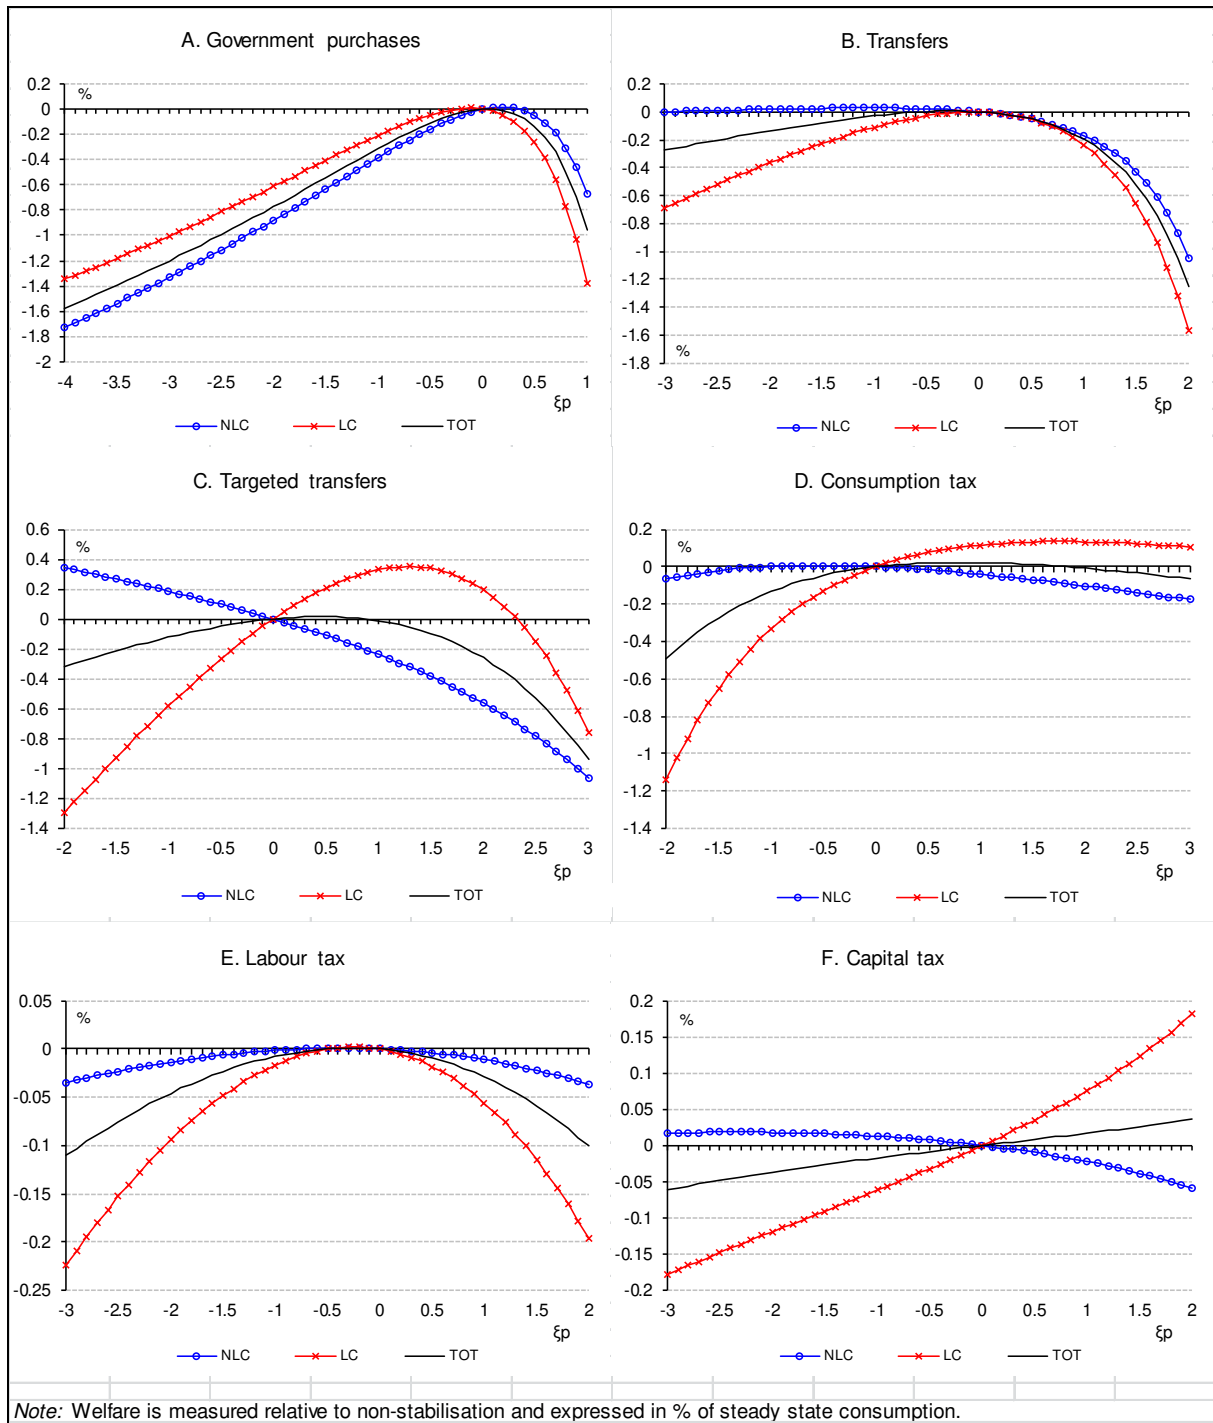 A. Government purchases
%
0.2
0
-0.2
-0.4
-0.6
-0.8
-1
-1.2
-1.4
-1.6
-1.8
-2
-4 -3.5 -3 -2.5 -2 -1.5 -1 -0.5 0 0.5 1
ξp
NLC LC TOT
B. Transfers
0.2
0
-0.2
-0.4
-0.6
-0.8
-1
-1.2
-1.4
-1.6
-1.8
%
-3 -2.5 -2 -1.5 -1 -0.5 0 0.5 1 1.5 2
ξp
NLC LC TOT
C. Targeted transfers
%
0.6
0.4
0.2
0
-0.2
-0.4
-0.6
-0.8
-1
-1.2
-1.4
-2 -1.5 -1 -0.5 0 0.5 1 1.5 2 2.5 3
ξp
NLC LC TOT
D. Consumption tax
%
0.2
0
-0.2
-0.4
-0.6
-0.8
-1
-1.2
-1.4
-2 -1.5 -1 -0.5 0 0.5 1 1.5 2 2.5 3
ξp
NLC LC TOT
E. Labour tax
%
0.05
0
-0.05
-0.1
-0.15
-0.2
-0.25
-3 -2.5 -2 -1.5 -1 -0.5 0 0.5 1 1.5 2
ξp
NLC LC TOT
F. Capital tax
%
0.2
0.15
0.1
0.05
0
-0.05
-0.1
-0.15
-0.2
-3 -2.5 -2 -1.5 -1 -0.5 0 0.5 1 1.5 2
ξp
NLC LC TOT
Note: Welfare is measured relative to non-stabilisation and expressed in % of steady state consumption.